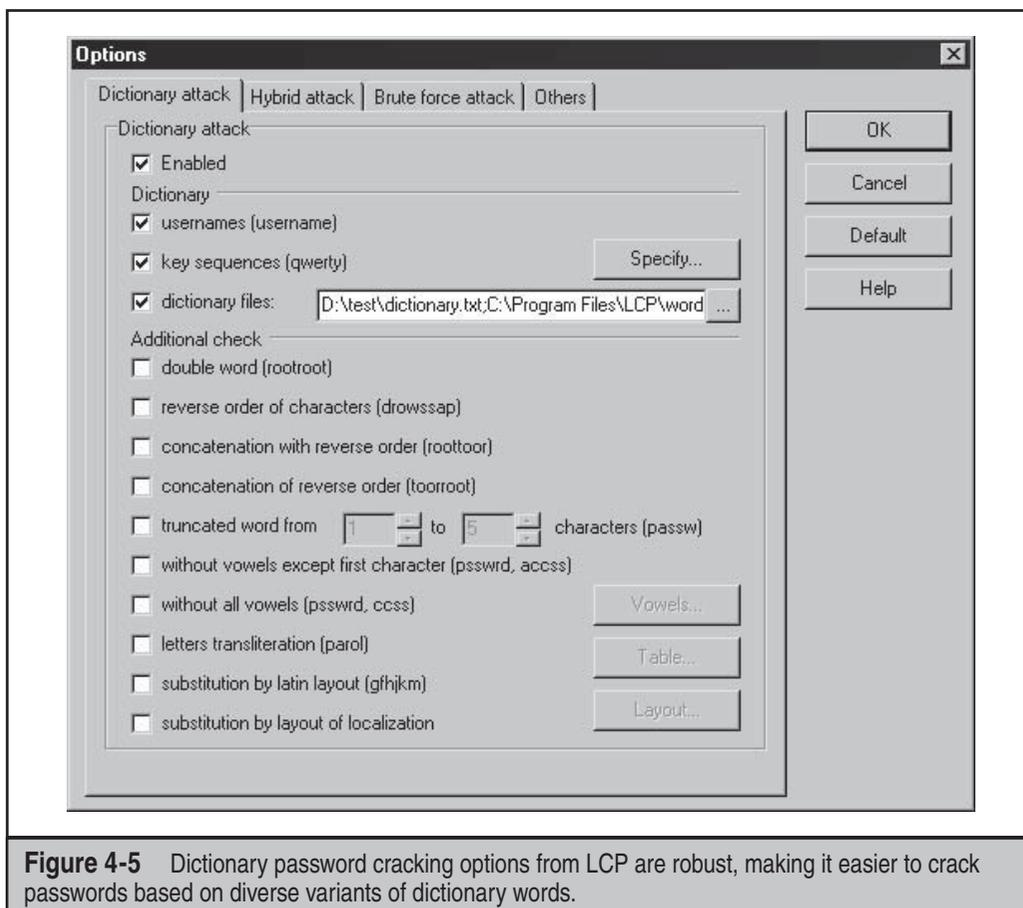 Options
Dictionary attack Hybrid attack Brute force attack Others
Dictionary attack
Enabled
Dictionary
usernames (username)
key sequences (qwerty)
Specify...
dictionary files: D:\test\dictionary.txt;C:\Program Files\LCP\word ...
Additional check
double word (rootroot)
reverse order of characters (drowssap)
concatenation with reverse order (roottoor)
concatenation of reverse order (toorroot)
truncated word from 1 to 5 characters (passw)
without vowels except first character (psswrd, accss)
without all vowels (psswrd, ccss)
Vowels...
letters transliteration (parol)
Table...
substitution by latin layout (gfhjkm)
Layout...
substitution by layout of localization
OK
Cancel
Default
Help
Figure 4-5 Dictionary password cracking options from LCP are robust, making it easier to crack
passwords based on diverse variants of dictionary words.